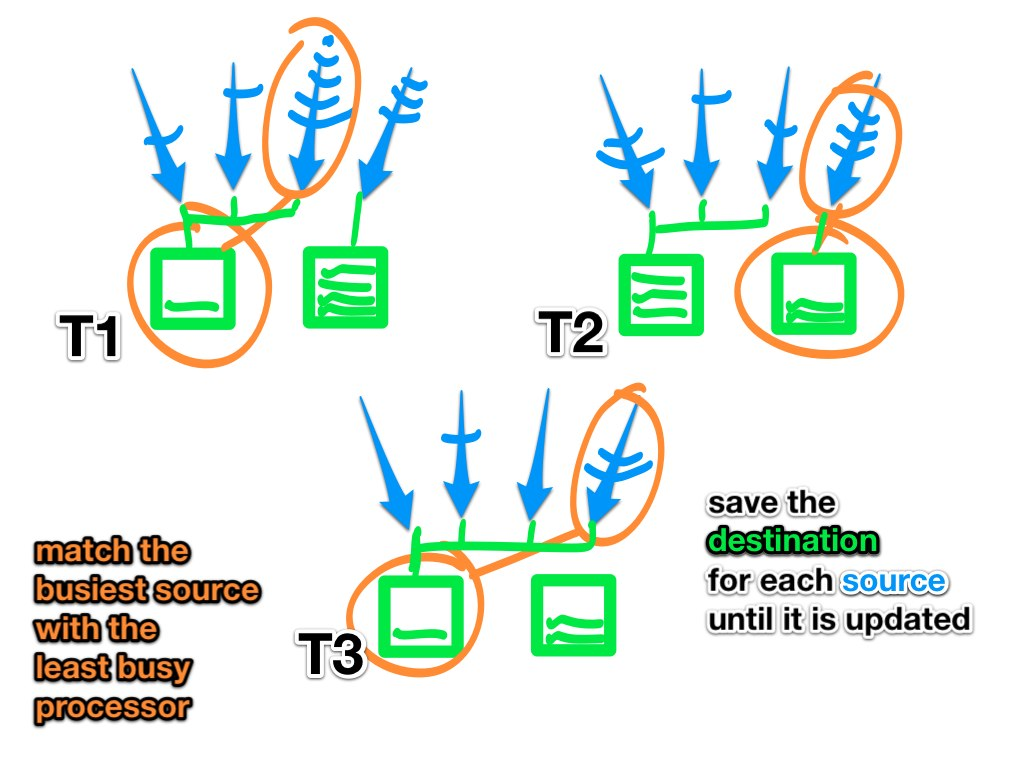 T1
T2
T3
match the
busiest source
with the
least busy
processor
save the
destination
for each source
until it is updated